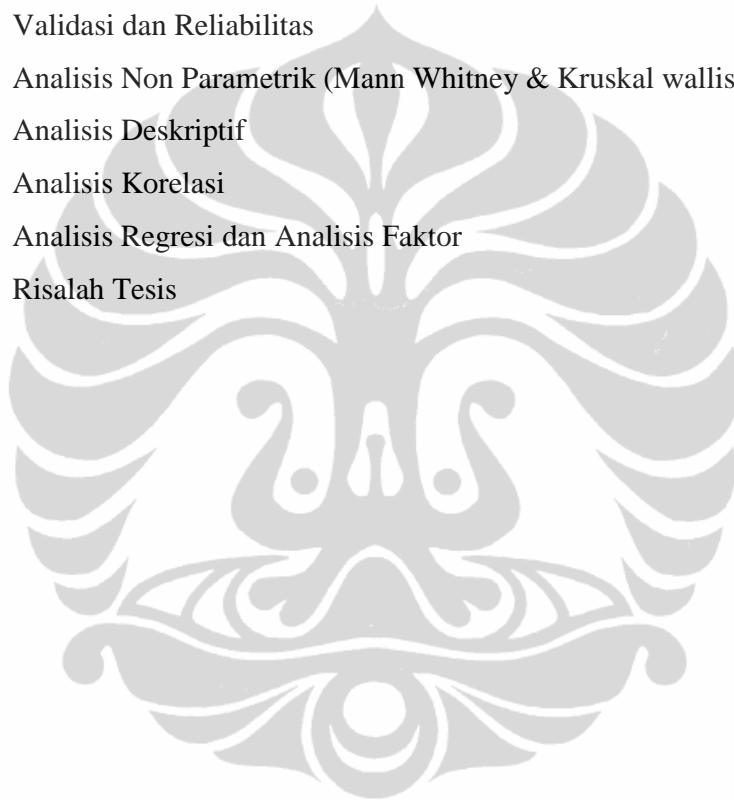 Validasi dan Reliabilitas
Analisis Non Parametrik (Mann Whitney & Kruskal wallis
Analisis Deskriptif
Analisis Korelasi
Analisis Regresi dan Analisis Faktor
Risalah Tesis